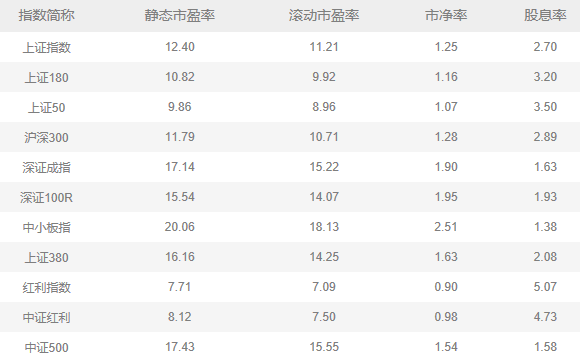 指数简称 静态市盈率 滚动市盈率 市净率 股息率
上证指数 12.40 11.21 1.25 2.70
上证180 10.82 9.92 1.16 3.20
上证50 9.86 8.96 1.07 3.50
沪深300 11.79 10.71 1.28 2.89
深证成指 17.14 15.22 1.90 1.63
深证100R 15.54 14.07 1.95 1.93
中小板指 20.06 18.13 2.51 1.38
上证380 16.16 14.25 1.63 2.08
红利指数 7.71 7.09 0.90 5.07
中证红利 8.12 7.50 0.98 4.73
中证500 17.43 15.55 1.54 1.58